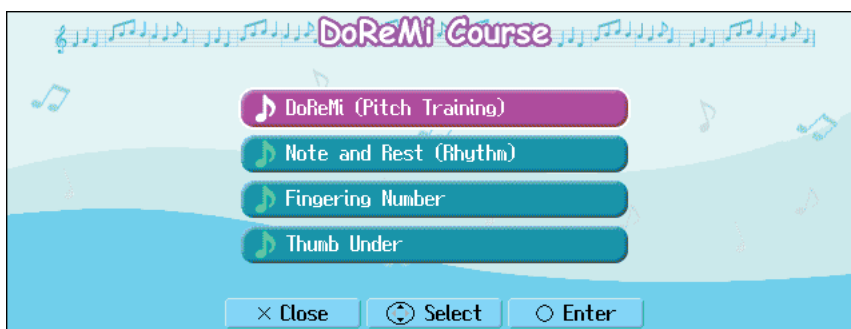 DoReMi Course
DoReMi (Pitch Training)
Note and Rest (Rhythm)
Fingering Number
Thumb Under
× Close Select ○ Enter